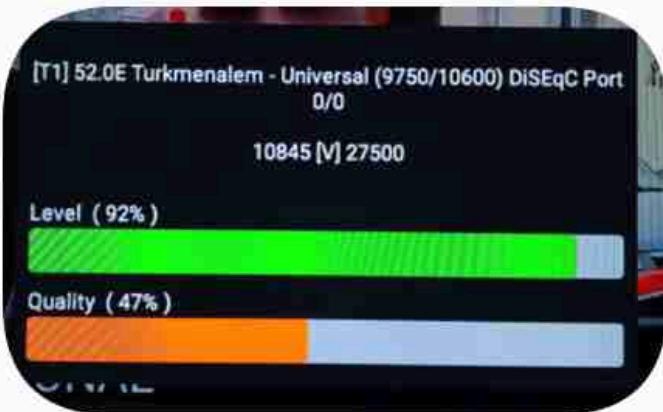 [T1] 52.0E Turkmenalem - Universal (9750/10600) DiSEqC Port
0/0
10845 [V] 27500
Level ( 92% )
Quality ( 47% )